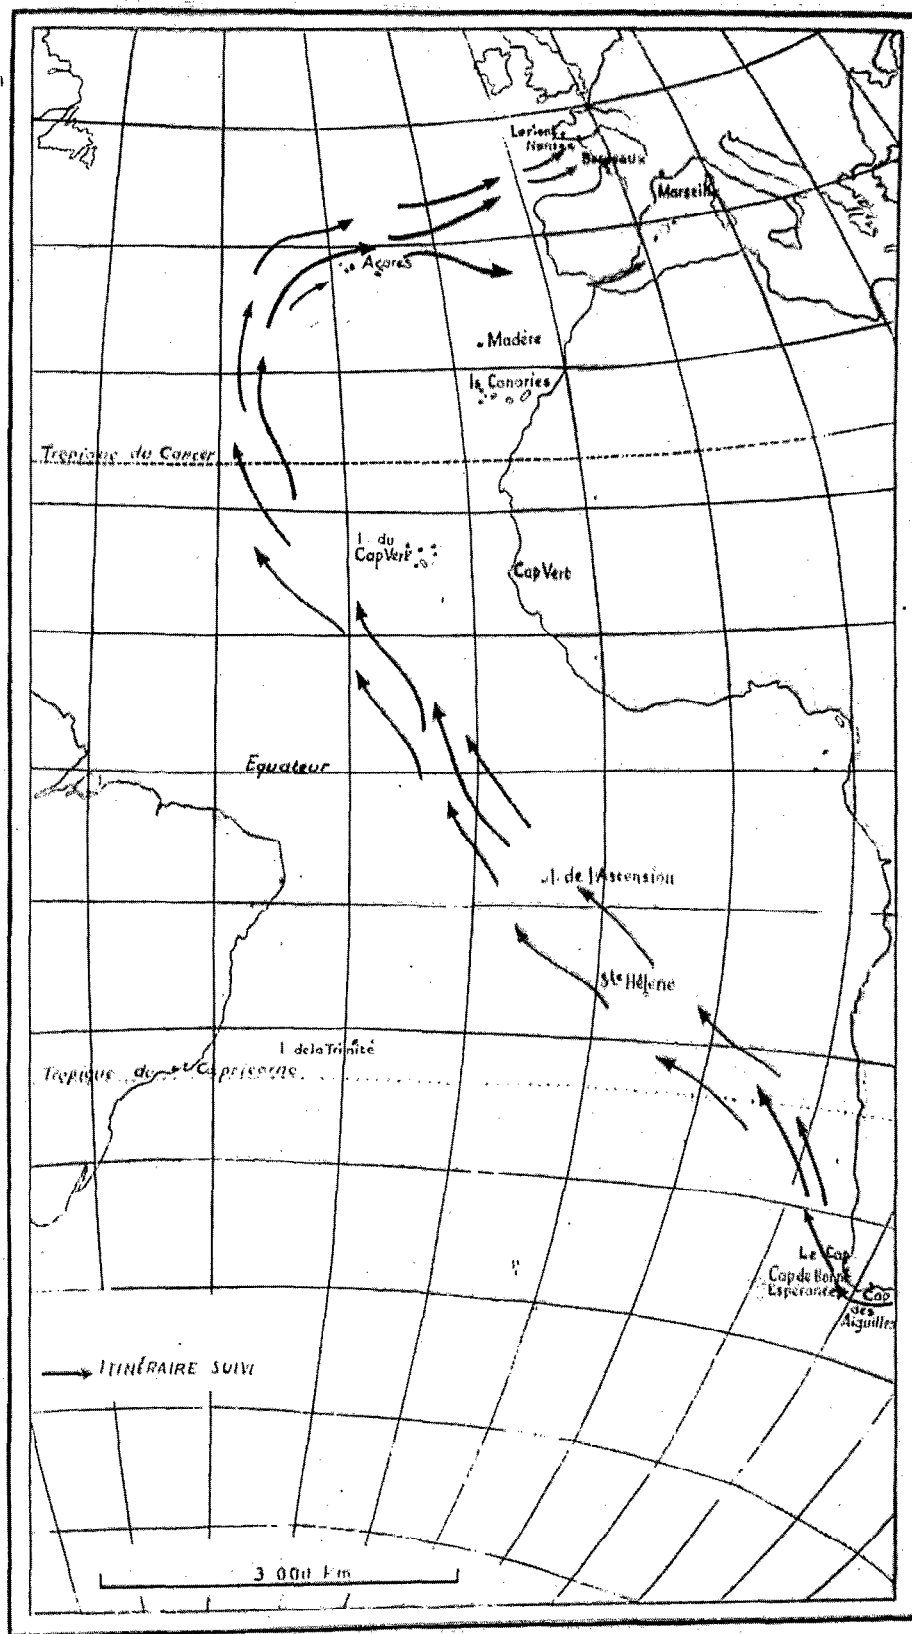 Lorient
Nantes
Bordeaux
Marseille
Açores
Madère
Is Canaries
Tropique du Cancer
I. du
Cap Vert
Cap Vert
Equateur
I. de l'Ascension
Ste Hélène
I de la Trinité
Tropique du Capricorne
Le Cap
Cap de Bonne
Espérance
Cap
des
Aiguilles
ITINÉRAIRE SUIVI
3 000 km